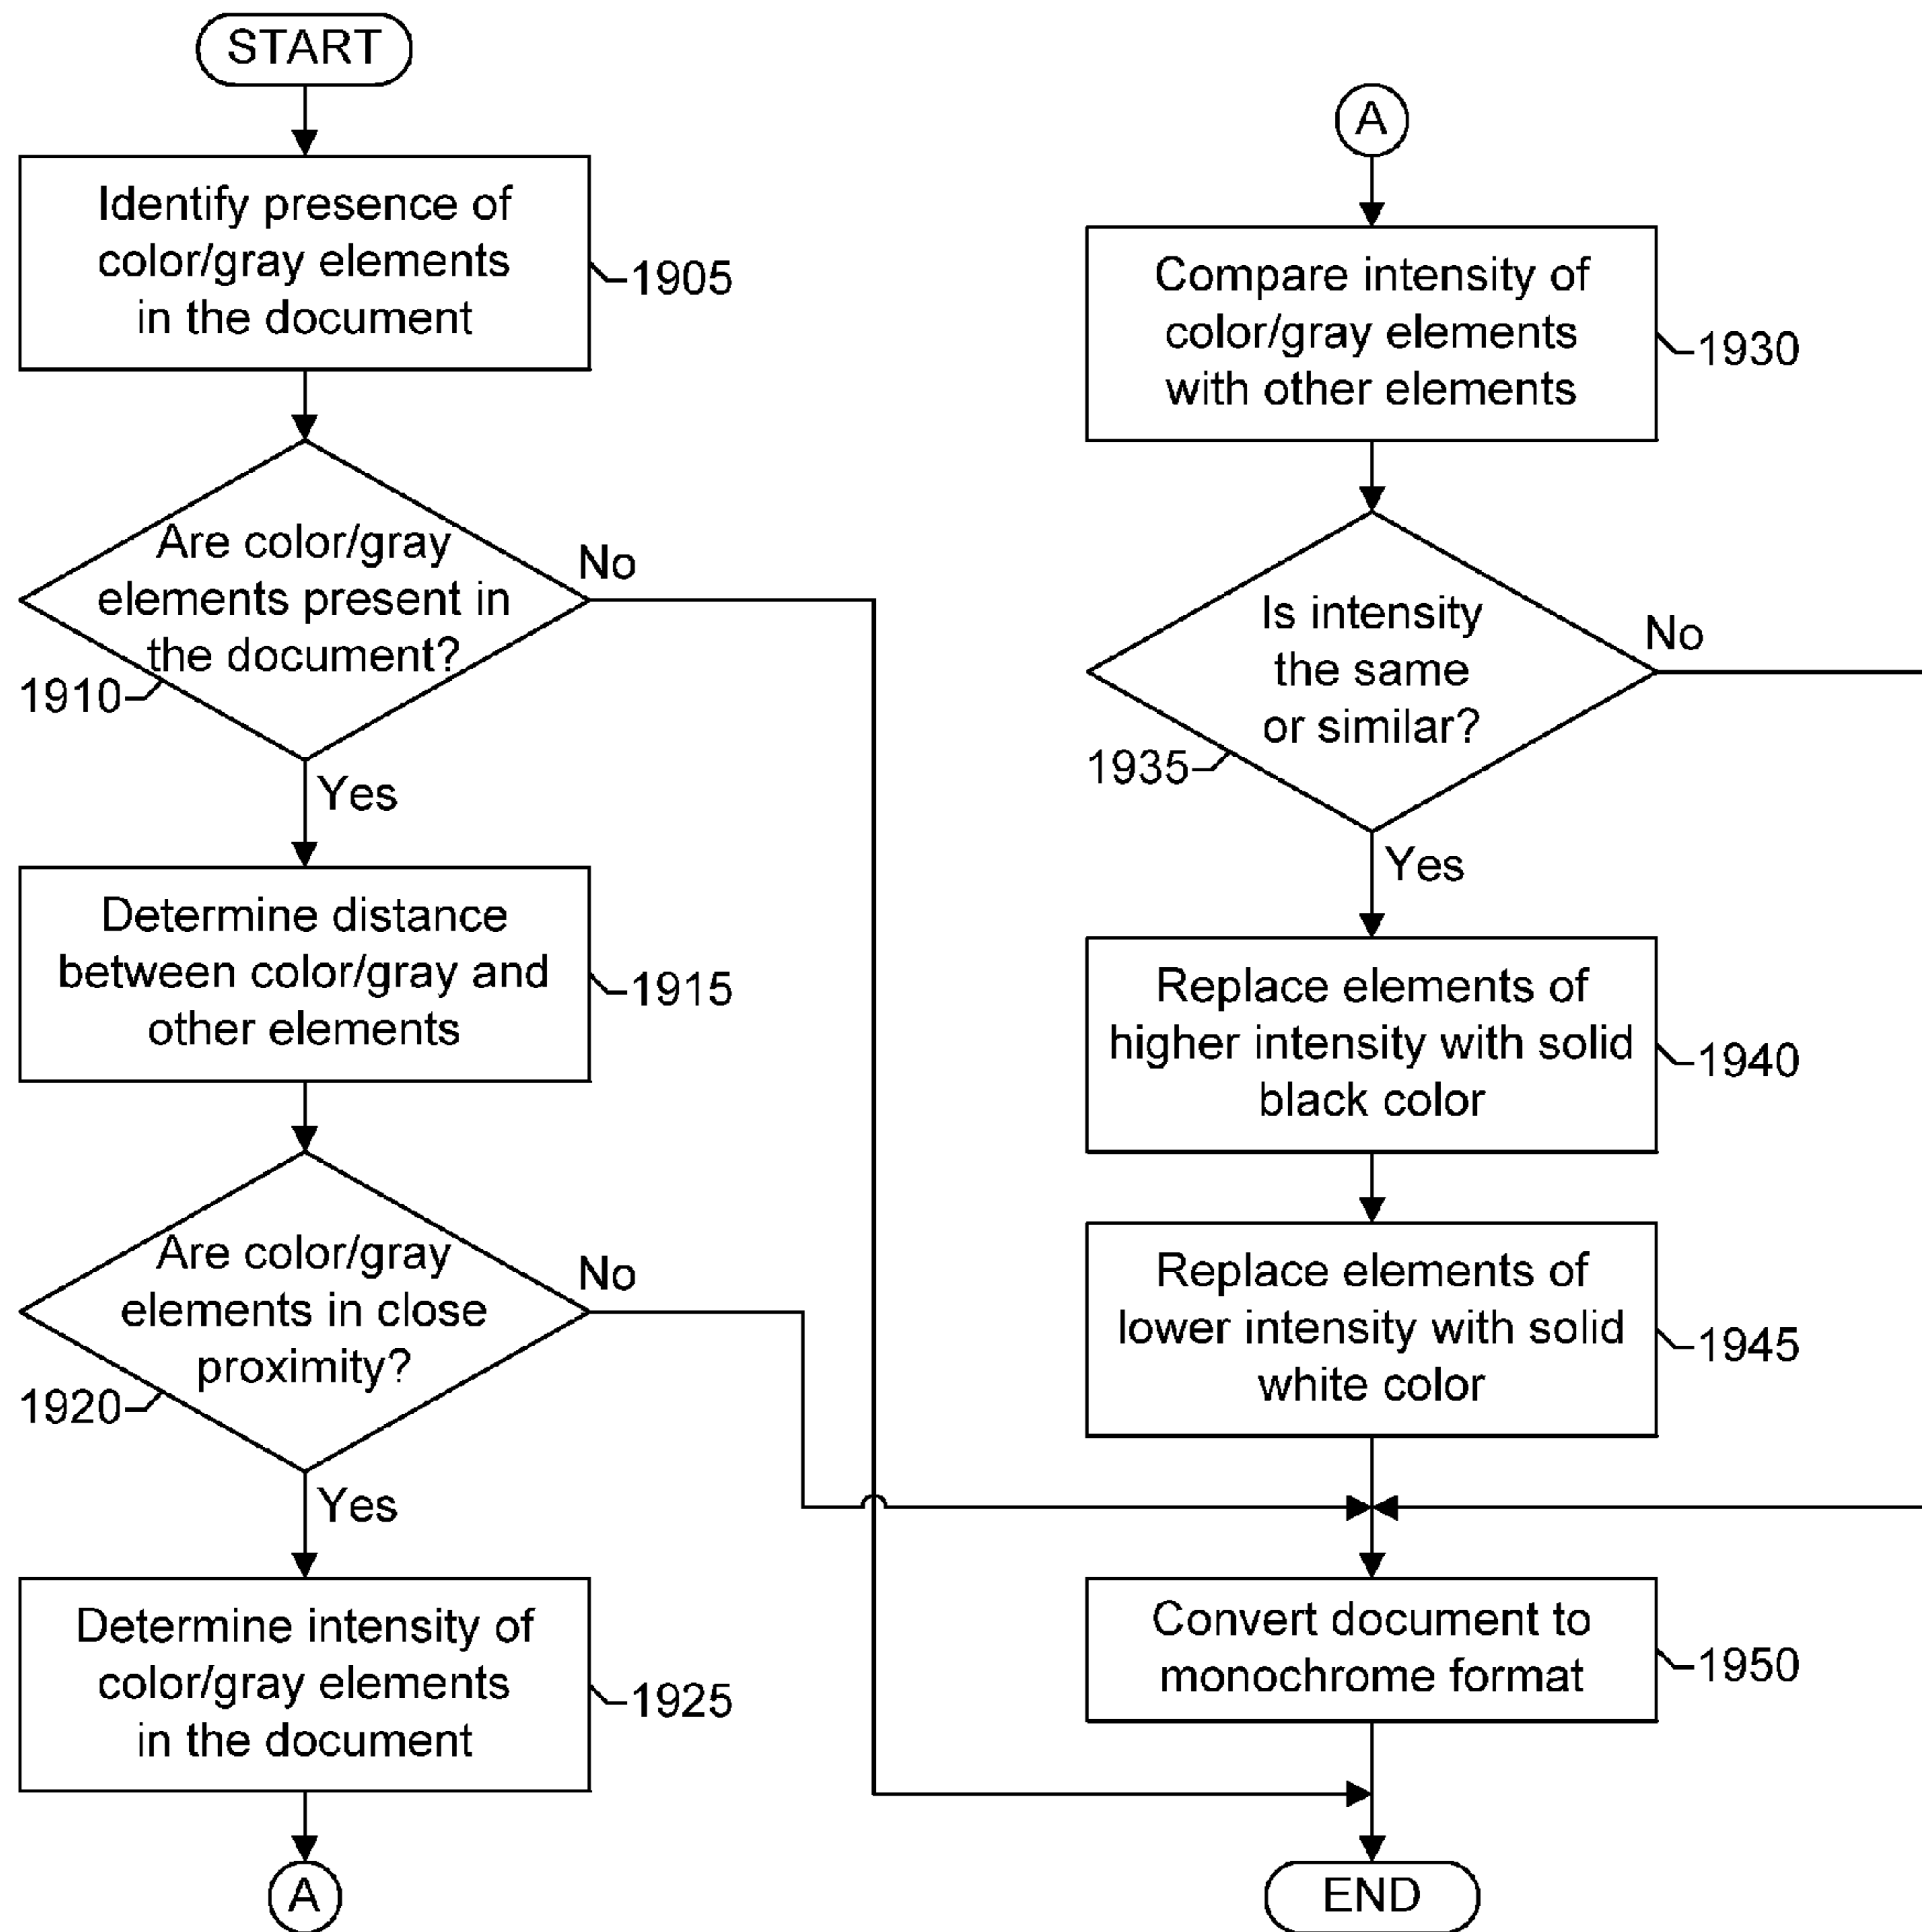 START
Identify presence of
color/gray elements
in the document
1905
Are color/gray
elements present in
the document?
No
1910
Yes
Determine distance
between color/gray and
other elements
1915
Are color/gray
elements in close
proximity?
No
1920
Yes
Determine intensity of
color/gray elements
in the document
1925
A
A
Compare intensity of
color/gray elements
with other elements
1930
Is intensity
the same
or similar?
No
1935
Yes
Replace elements of
higher intensity with solid
black color
1940
Replace elements of
lower intensity with solid
white color
1945
Convert document to
monochrome format
1950
END